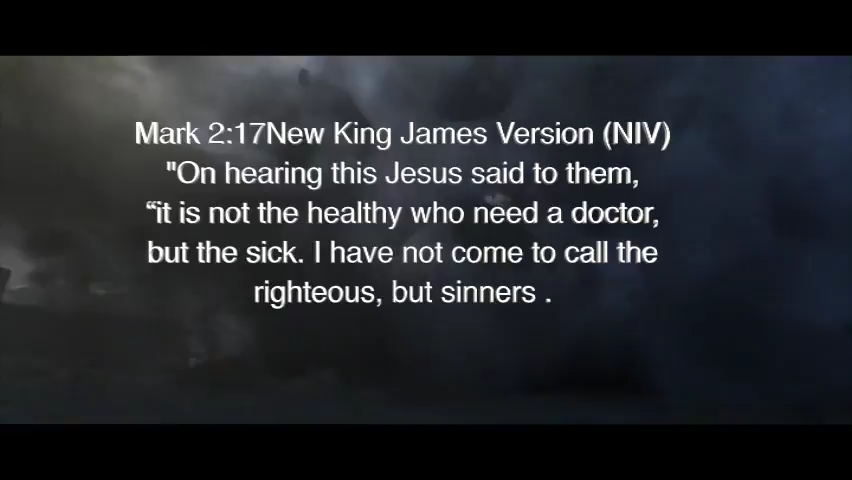 Mark 2:17New King James Version (NIV)
"On hearing this Jesus said to them,
“it is not the healthy who need a doctor,
but the sick. I have not come to call the
righteous, but sinners .